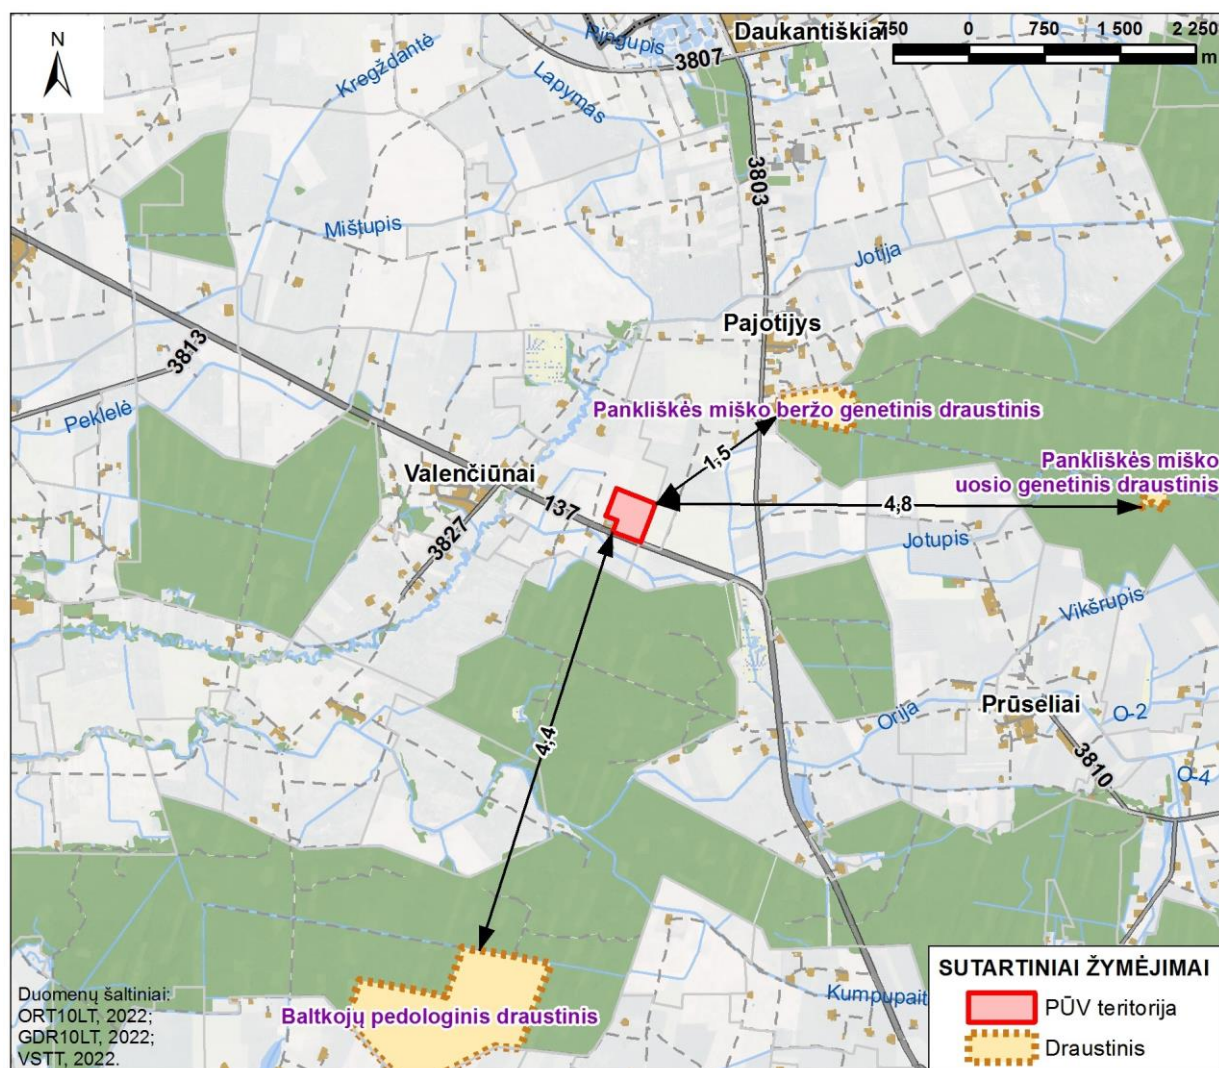 N
Kregždantė
Ringupis
Daukantiškiai
750 0 750 1 500 2 250
m
3807
Lapymas
3803
Mištupis
Jotija
Pajotijys
3813
Peklelė
Pankliškės miško beržo genetinis draustinis
1,5
Pankliškės miško
uosio genetinis draustinis
Valenčiūnai
137
4,8
3827
Jotupis
Vikšrupis
Prūseliai
Orija
O-2
4,4
3810
O-4
Duomenų šaltiniai:
ORT10LT, 2022;
GDR10LT, 2022;
VSTT, 2022.
Baltkojų pedologinis draustinis
Kumpupait
SUTARTINIAI ŽYMĖJIMAI
PŪV teritorija
Draustinis